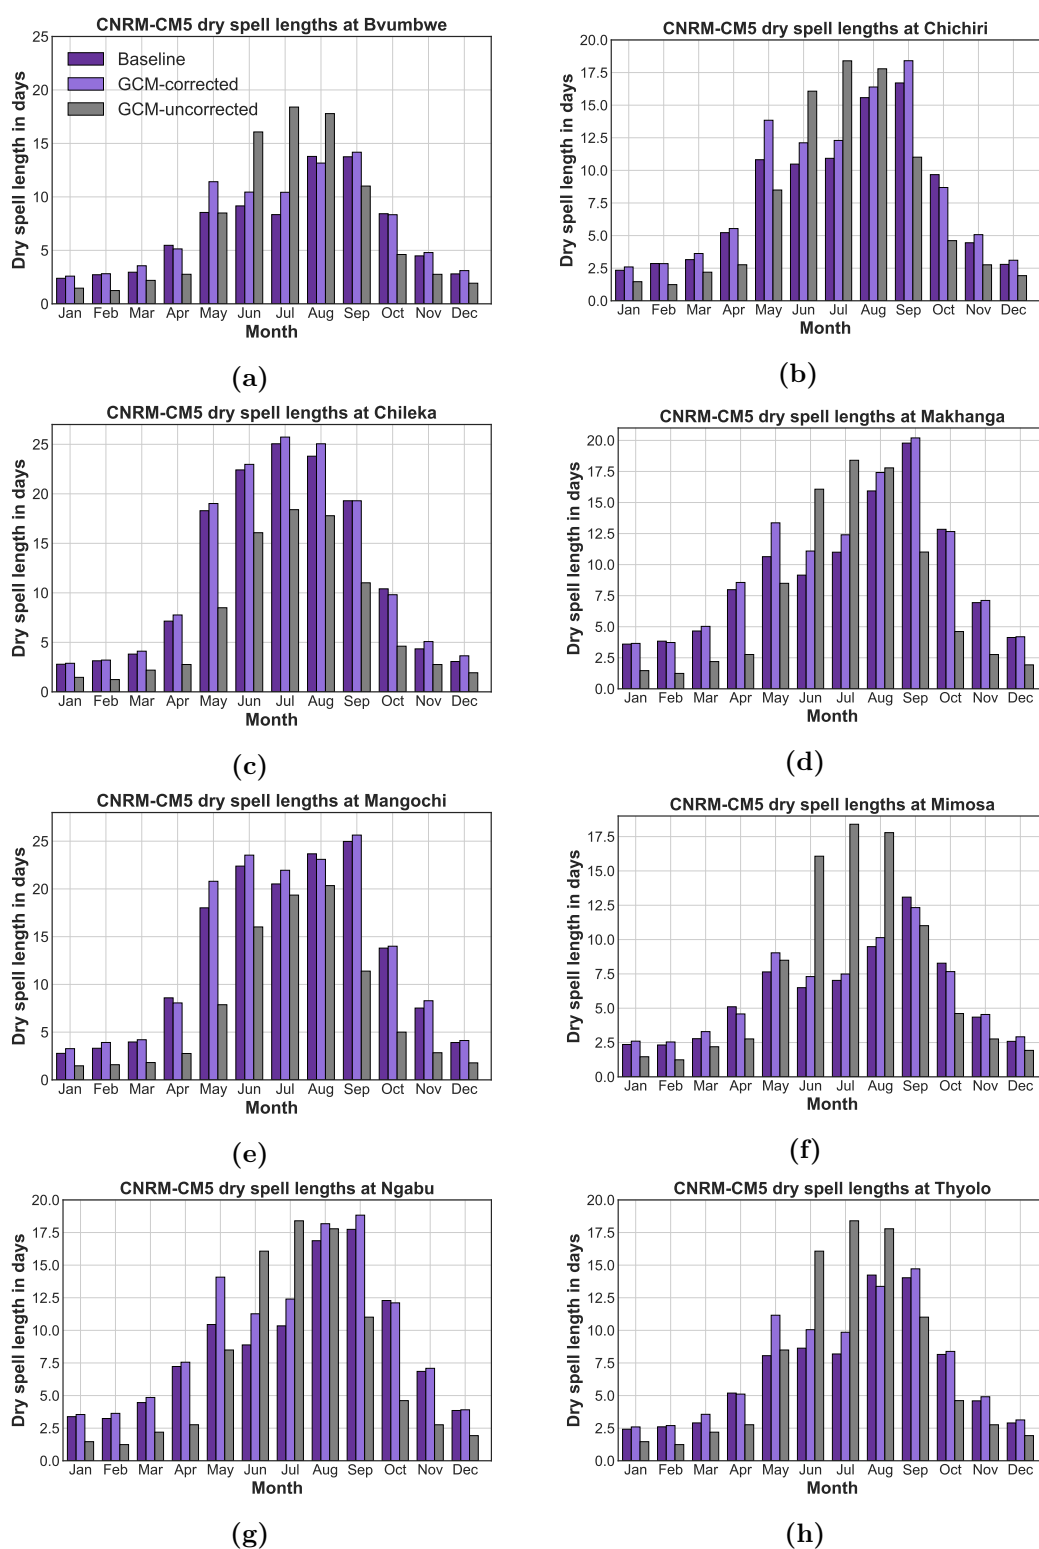 CNRM-CM5 dry spell lengths at Bvumbwe
Dry spell length in days
25
20
15
10
5
0
Baseline
GCM-corrected
GCM-uncorrected
Jan Feb Mar Apr May Jun Jul Aug Sep Oct Nov Dec
Month
(a)
CNRM-CM5 dry spell lengths at Chichiri
Dry spell length in days
20.0
17.5
15.0
12.5
10.0
7.5
5.0
2.5
0.0
Jan Feb Mar Apr May Jun Jul Aug Sep Oct Nov Dec
Month
(b)
CNRM-CM5 dry spell lengths at Chileka
Dry spell length in days
25
20
15
10
5
0
Jan Feb Mar Apr May Jun Jul Aug Sep Oct Nov Dec
Month
(c)
CNRM-CM5 dry spell lengths at Makhanga
Dry spell length in days
20.0
17.5
15.0
12.5
10.0
7.5
5.0
2.5
0.0
Jan Feb Mar Apr May Jun Jul Aug Sep Oct Nov Dec
Month
(d)
CNRM-CM5 dry spell lengths at Mangochi
Dry spell length in days
25
20
15
10
5
0
Jan Feb Mar Apr May Jun Jul Aug Sep Oct Nov Dec
Month
(e)
CNRM-CM5 dry spell lengths at Mimosa
Dry spell length in days
17.5
15.0
12.5
10.0
7.5
5.0
2.5
0.0
Jan Feb Mar Apr May Jun Jul Aug Sep Oct Nov Dec
Month
(f)
CNRM-CM5 dry spell lengths at Ngabu
Dry spell length in days
20.0
17.5
15.0
12.5
10.0
7.5
5.0
2.5
0.0
Jan Feb Mar Apr May Jun Jul Aug Sep Oct Nov Dec
Month
(g)
CNRM-CM5 dry spell lengths at Thyolo
Dry spell length in days
20.0
17.5
15.0
12.5
10.0
7.5
5.0
2.5
0.0
Jan Feb Mar Apr May Jun Jul Aug Sep Oct Nov Dec
Month
(h)